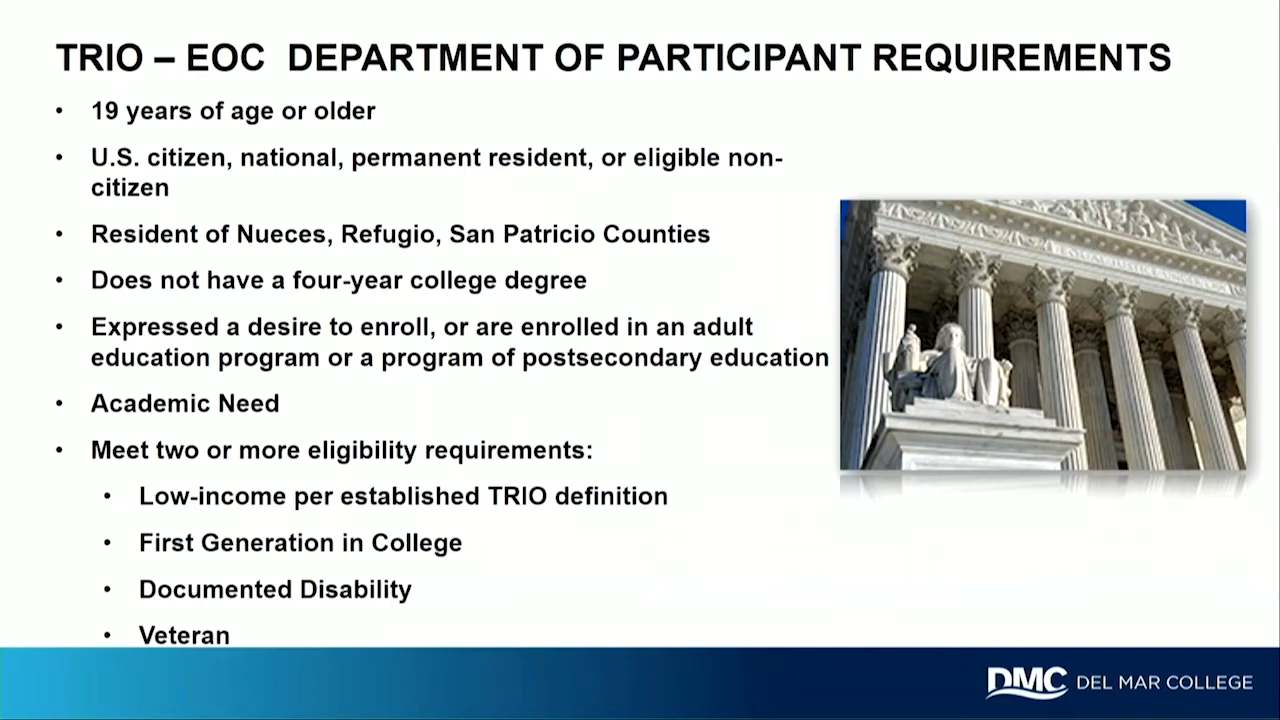 TRIO – EOC  DEPARTMENT OF PARTICIPANT REQUIREMENTS
• 19 years of age or older
• U.S. citizen, national, permanent resident, or eligible non-
citizen
• Resident of Nueces, Refugio, San Patricio Counties
• Does not have a four-year college degree
• Expressed a desire to enroll, or are enrolled in an adult
education program or a program of postsecondary education
• Academic Need
• Meet two or more eligibility requirements:
• Low-income per established TRIO definition
• First Generation in College
• Documented Disability
• Veteran
EQUAL JUSTICE UNDER LAW
DMC DEL MAR COLLEGE